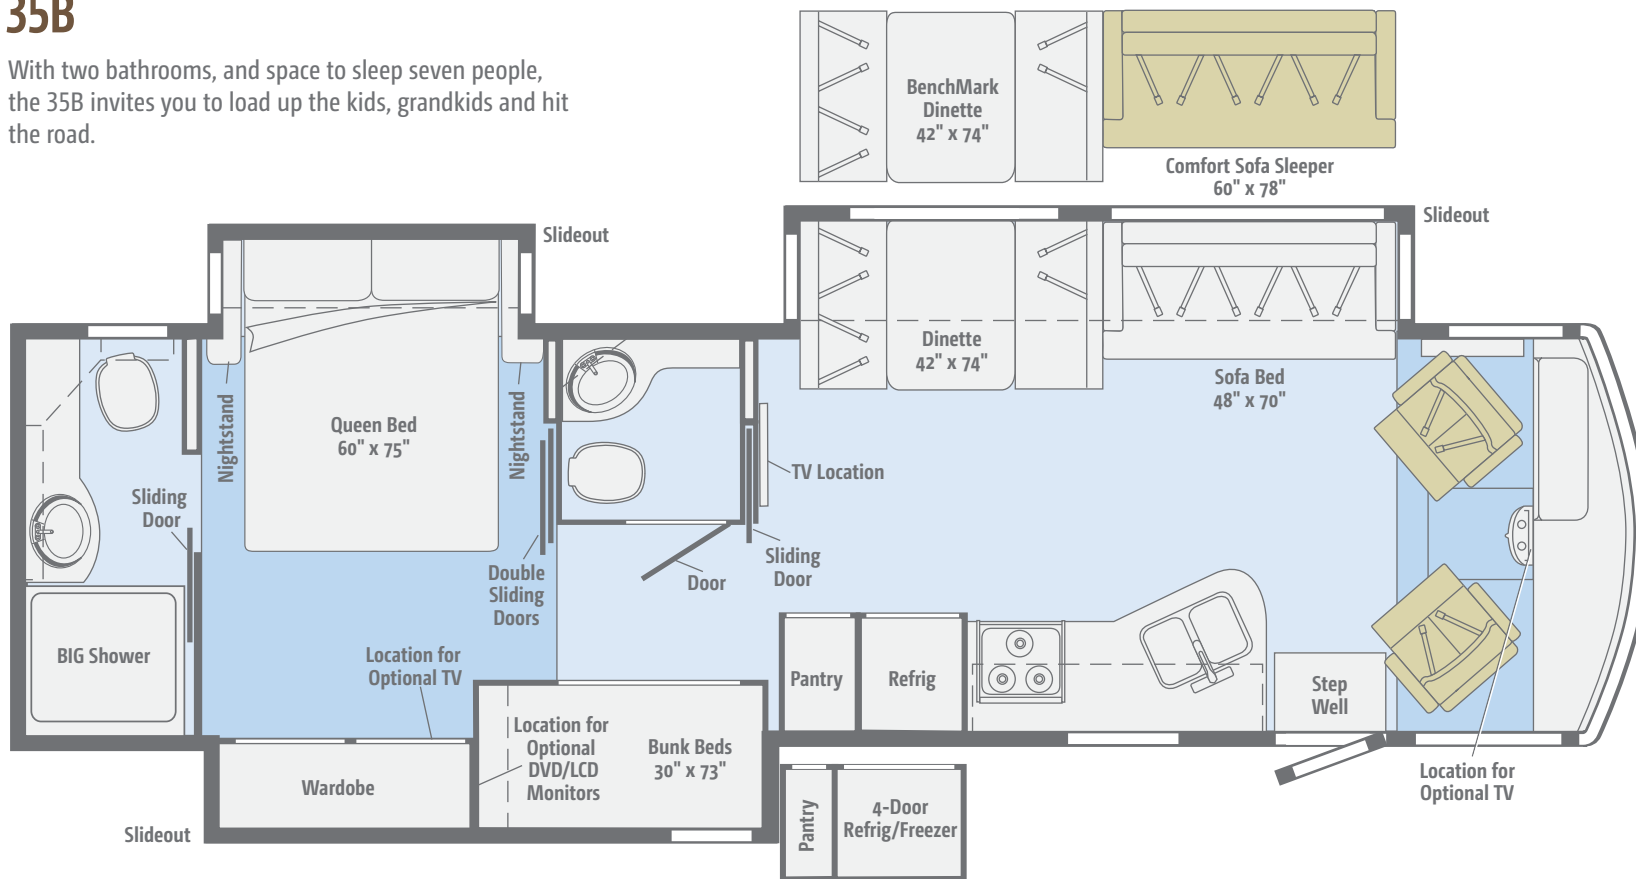 35B
With two bathrooms, and space to sleep seven people,
the 35B invites you to load up the kids, grandkids and hit
the road.
BenchMark
Dinette
42" x 74"
Comfort Sofa Sleeper
60" x 78"
Slideout
Slideout
Nightstand
Queen Bed
60" x 75"
Nightstand
Dinette
42" x 74"
Sofa Bed
48" x 70"
TV Location
Sliding
Door
Double
Sliding
Doors
Door
Sliding
Door
BIG Shower
Location for
Optional TV
Pantry
Refrig
Step
Well
Location for
Optional
DVD/LCD
Monitors
Bunk Beds
30" x 73"
Wardobe
Location for
Optional TV
Slideout
Pantry
4-Door
Refrig/Freezer